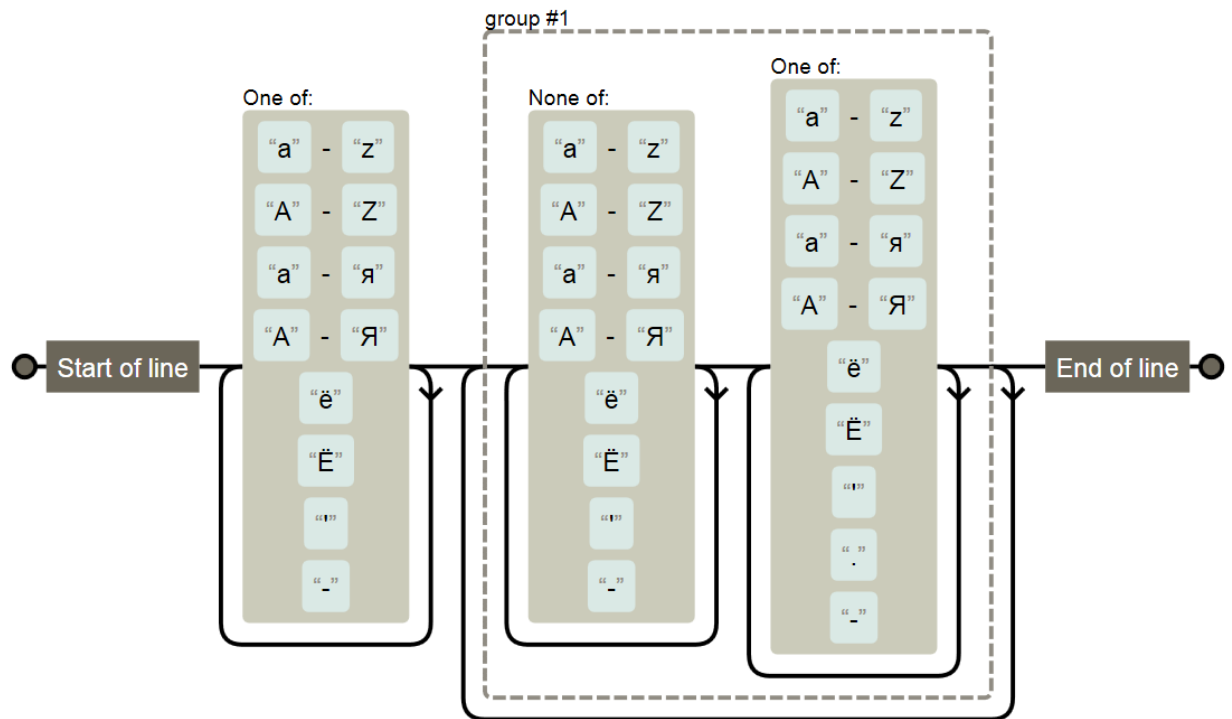 group #1
One of:
“a” - “z”
“A” - “Z”
“а” - “я”
“А” - “Я”
“ё”
“Ё”
“'”
“-”
None of:
“a” - “z”
“A” - “Z”
“а” - “я”
“А” - “Я”
“ё”
“Ё”
“'”
“-”
One of:
“a” - “z”
“A” - “Z”
“а” - “я”
“А” - “Я”
“ё”
“Ё”
“'”
“.”
“-”
Start of line
End of line